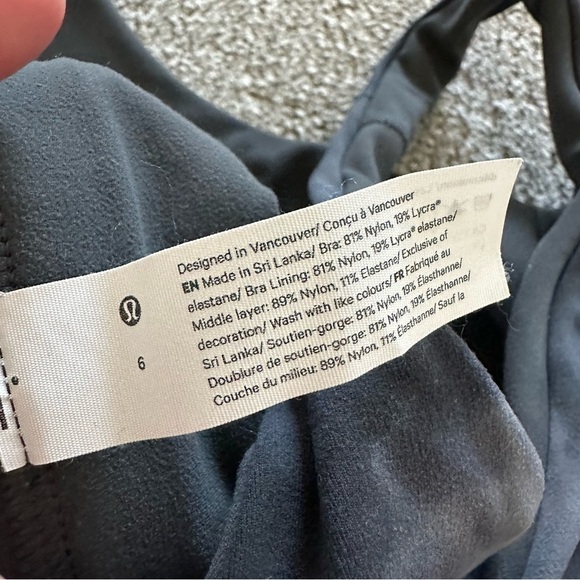 Designed in Vancouver/ Conçu à Vancouver
EN Made in Sri Lanka/ Bra: 81% Nylon, 19% Lycra®
elastane/ Bra Lining: 81% Nylon, 19% Lycra® elastane/
Middle layer: 89% Nylon, 11% Elastane/ Exclusive of
decoration/ Wash with like colours/ FR Fabriqué au
Sri Lanka/ Soutien-gorge: 81% Nylon, 19% Élasthanne/
Doublure de soutien-gorge: 81% Nylon, 19% Élasthanne/
Couche du milieu: 89% Nylon, 11% Élasthanne/ Sauf la
6